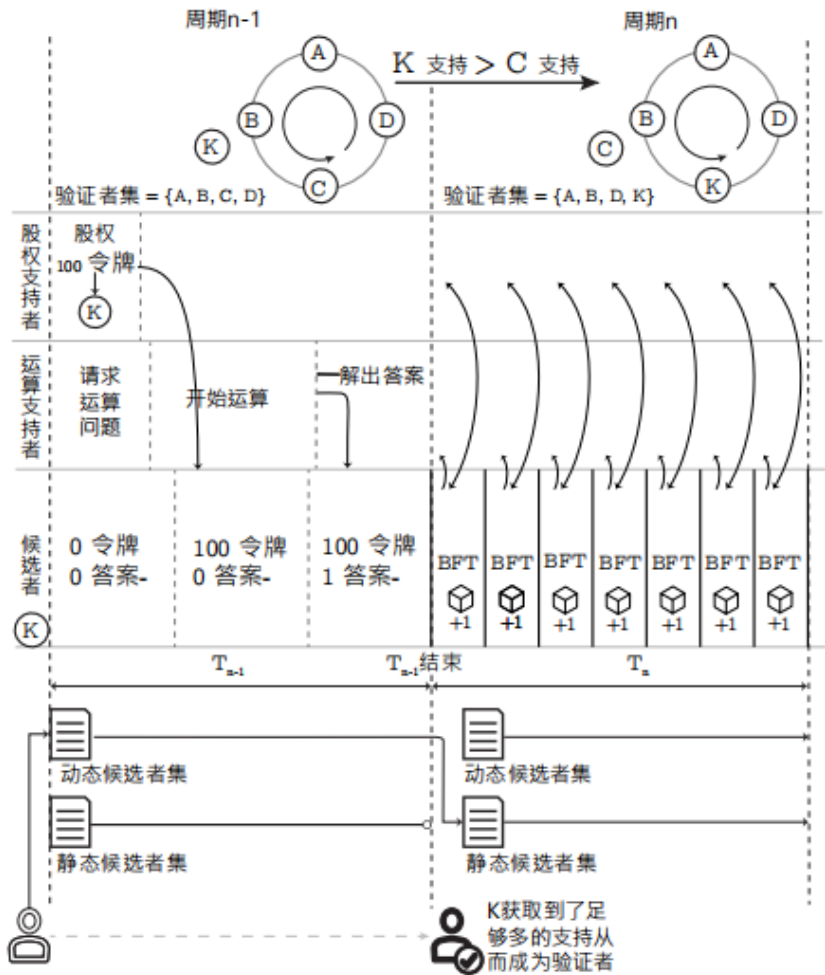 周期n-1
周期n
K 支持 > C 支持
A
B
D
C
K
A
B
D
K
C
验证者集 = {A, B, C, D}
验证者集 = {A, B, D, K}
股权支持者
股权
100 令牌
K
运算支持者
请求
运算
问题
开始运算
解出答案
候选者
K
0 令牌
0 答案-
100 令牌
0 答案-
100 令牌
1 答案-
BFT
+1
BFT
+1
BFT
+1
BFT
+1
BFT
+1
BFT
+1
BFT
+1
Tn-1
Tn-1结束
Tn
动态候选者集
动态候选者集
静态候选者集
静态候选者集
K获取到了足
够多的支持从
而成为验证者